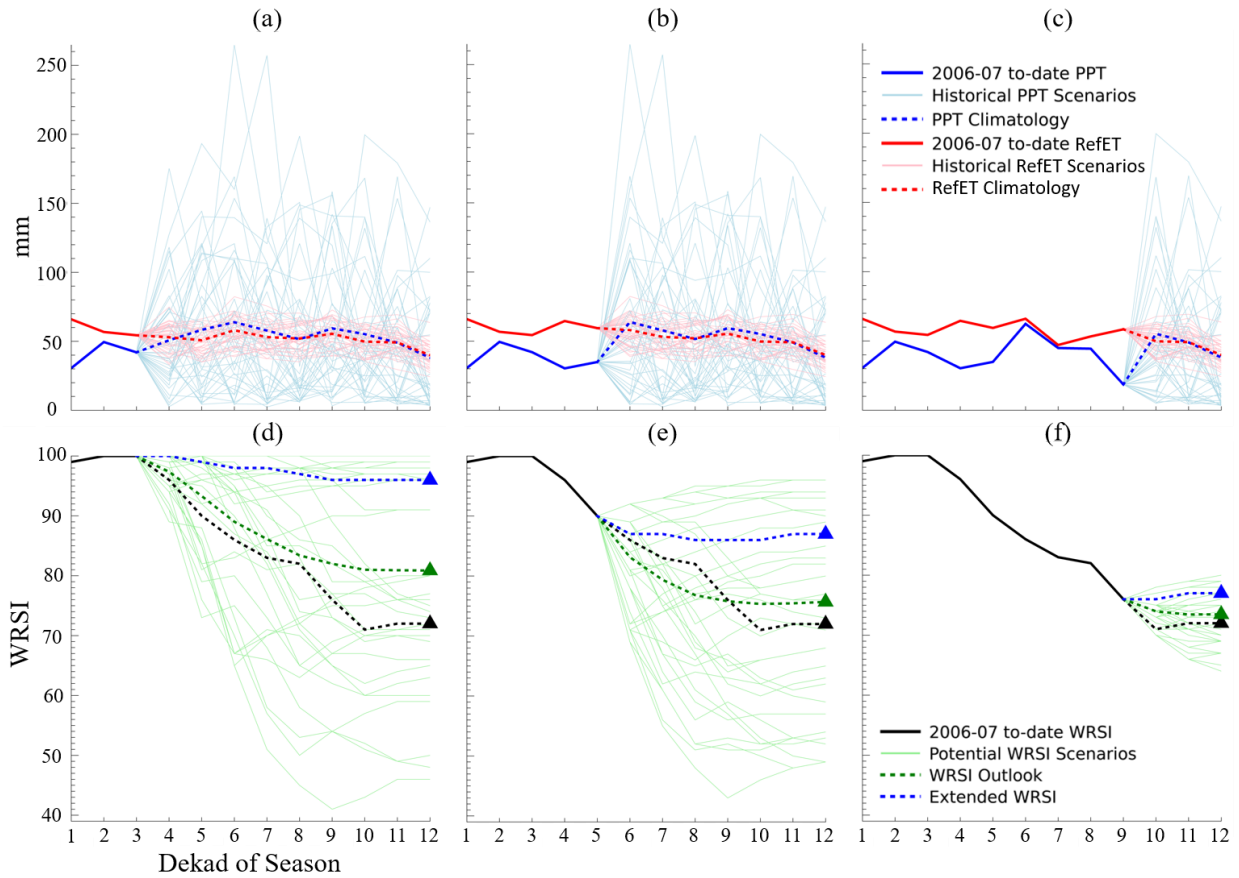 (a) (b) (c)
250
200
150
100
50
0
mm
2006-07 to-date PPT
Historical PPT Scenarios
PPT Climatology
2006-07 to-date RefET
Historical RefET Scenarios
RefET Climatology
(d) (e) (f)
100
90
80
70
60
50
40
WRSI
2006-07 to-date WRSI
Potential WRSI Scenarios
WRSI Outlook
Extended WRSI
1 2 3 4 5 6 7 8 9 10 11 12 1 2 3 4 5 6 7 8 9 10 11 12 1 2 3 4 5 6 7 8 9 10 11 12
Dekad of Season